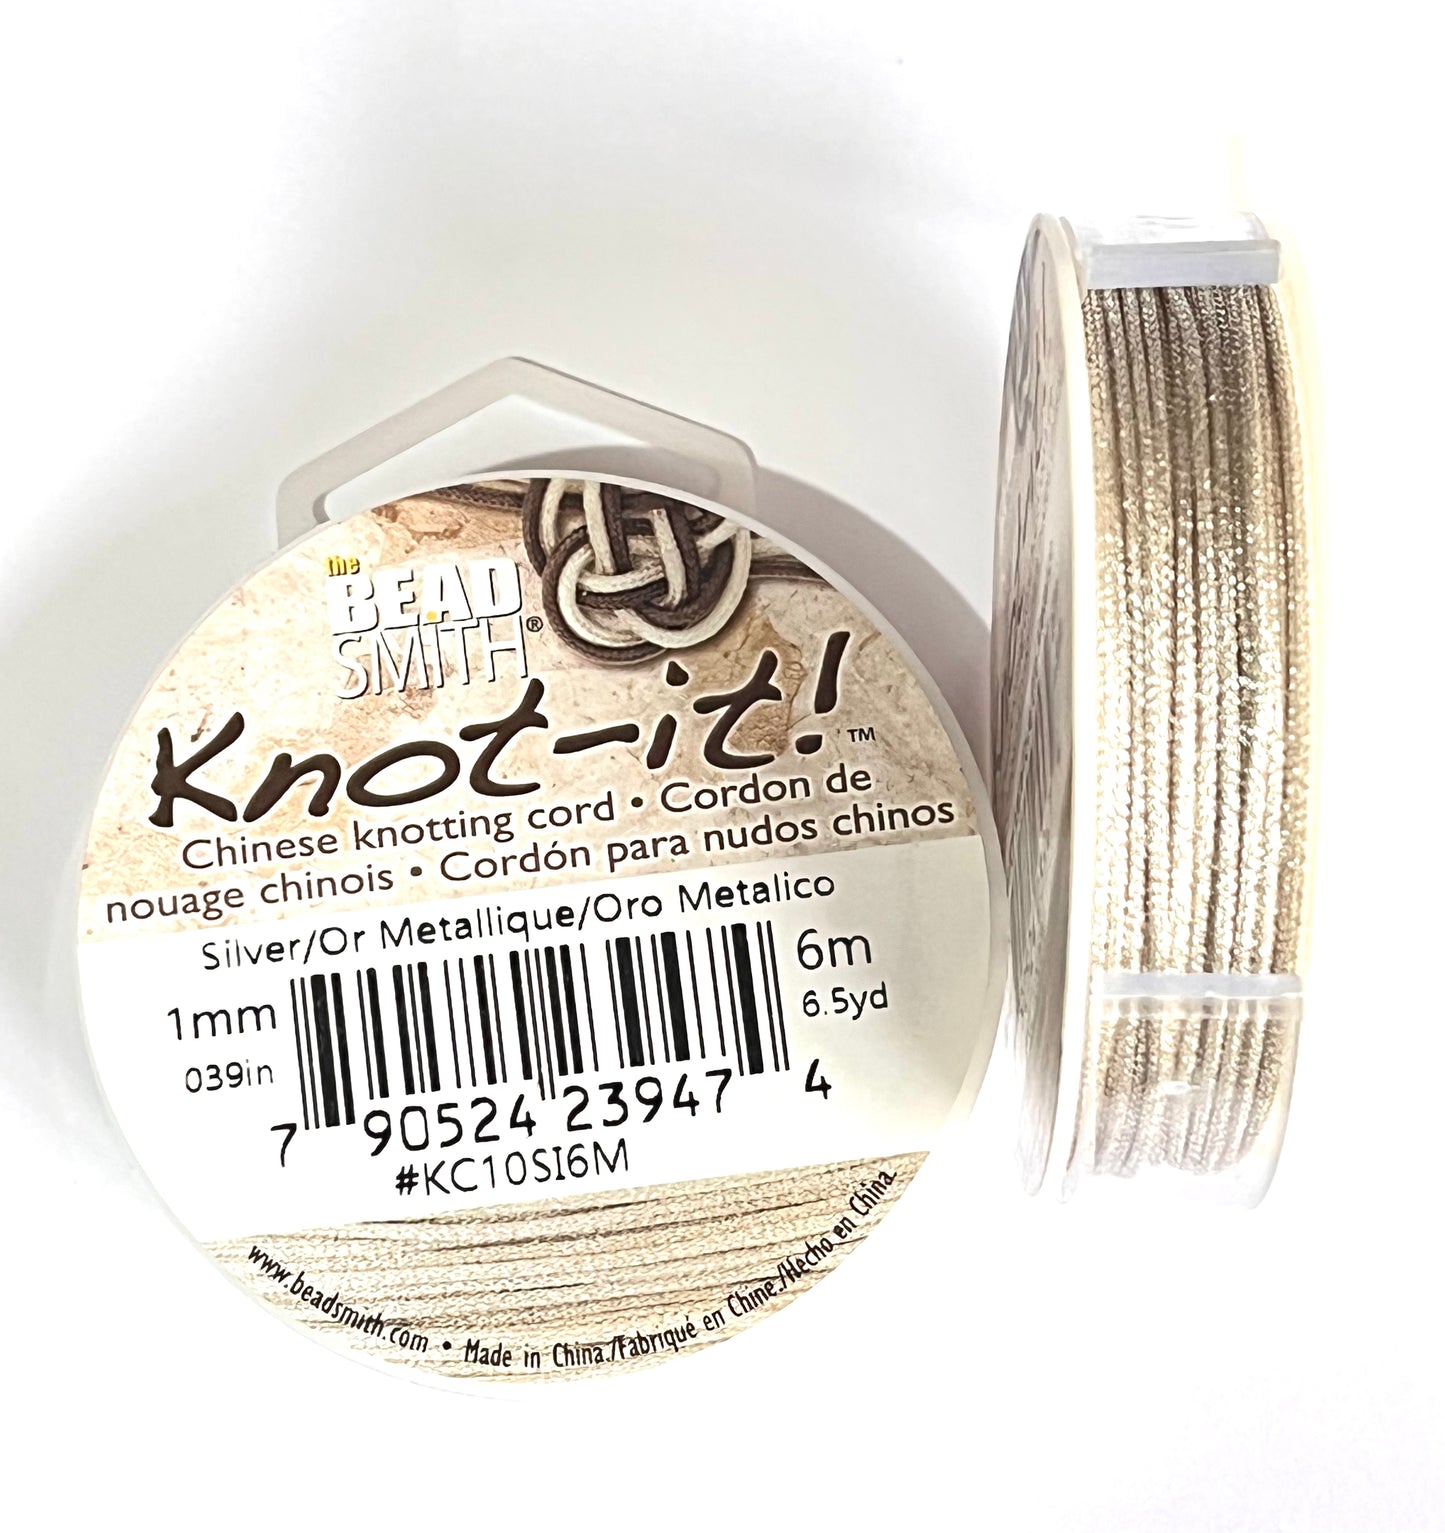 the
BEAD
SMITH®
Knot-it!™
Chinese knotting cord • Cordon de
nouage chinois • Cordón para nudos chinos
Silver/Or Metallique/Oro Metalico
1mm
039in
6m
6.5yd
7 90524 23947 4
#KC10SI6M
www.beadsmith.com • Made in China./Fabriqué en Chine./Hecho en China